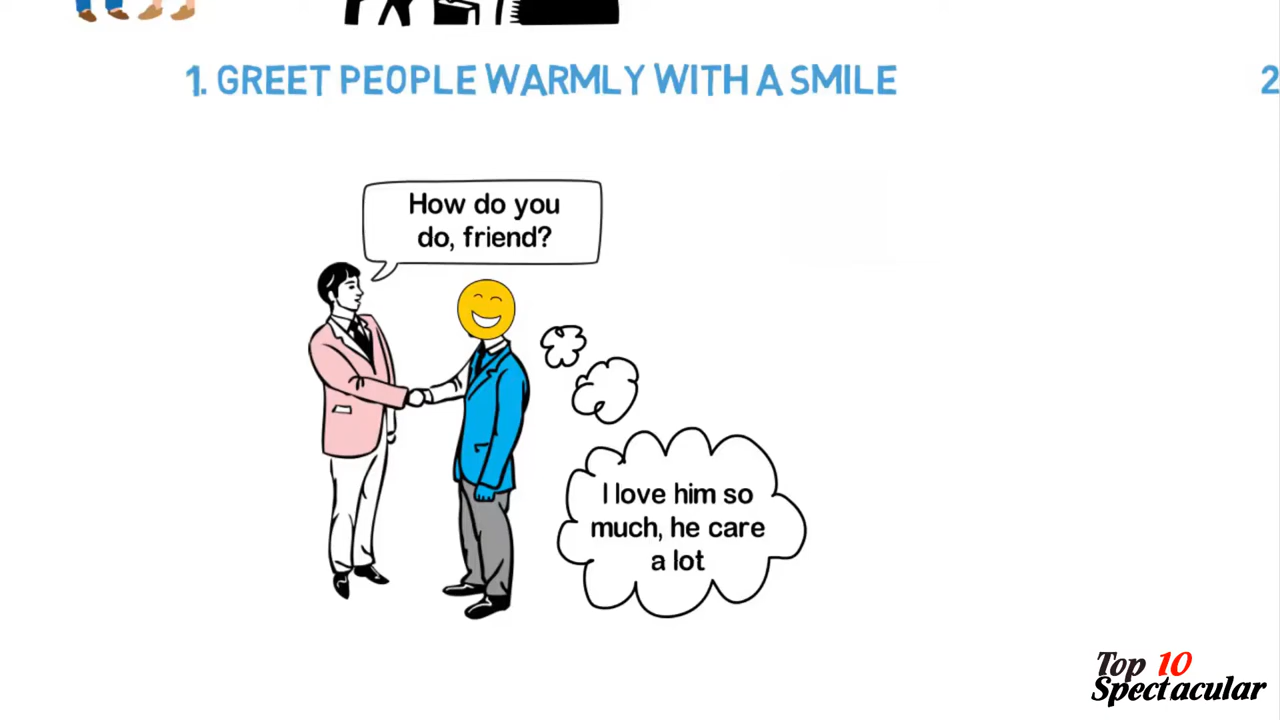 1. GREET PEOPLE WARMLY WITH A SMILE
2
How do you
do, friend?
I love him so
much, he care
a lot
Top 10
Spectacular